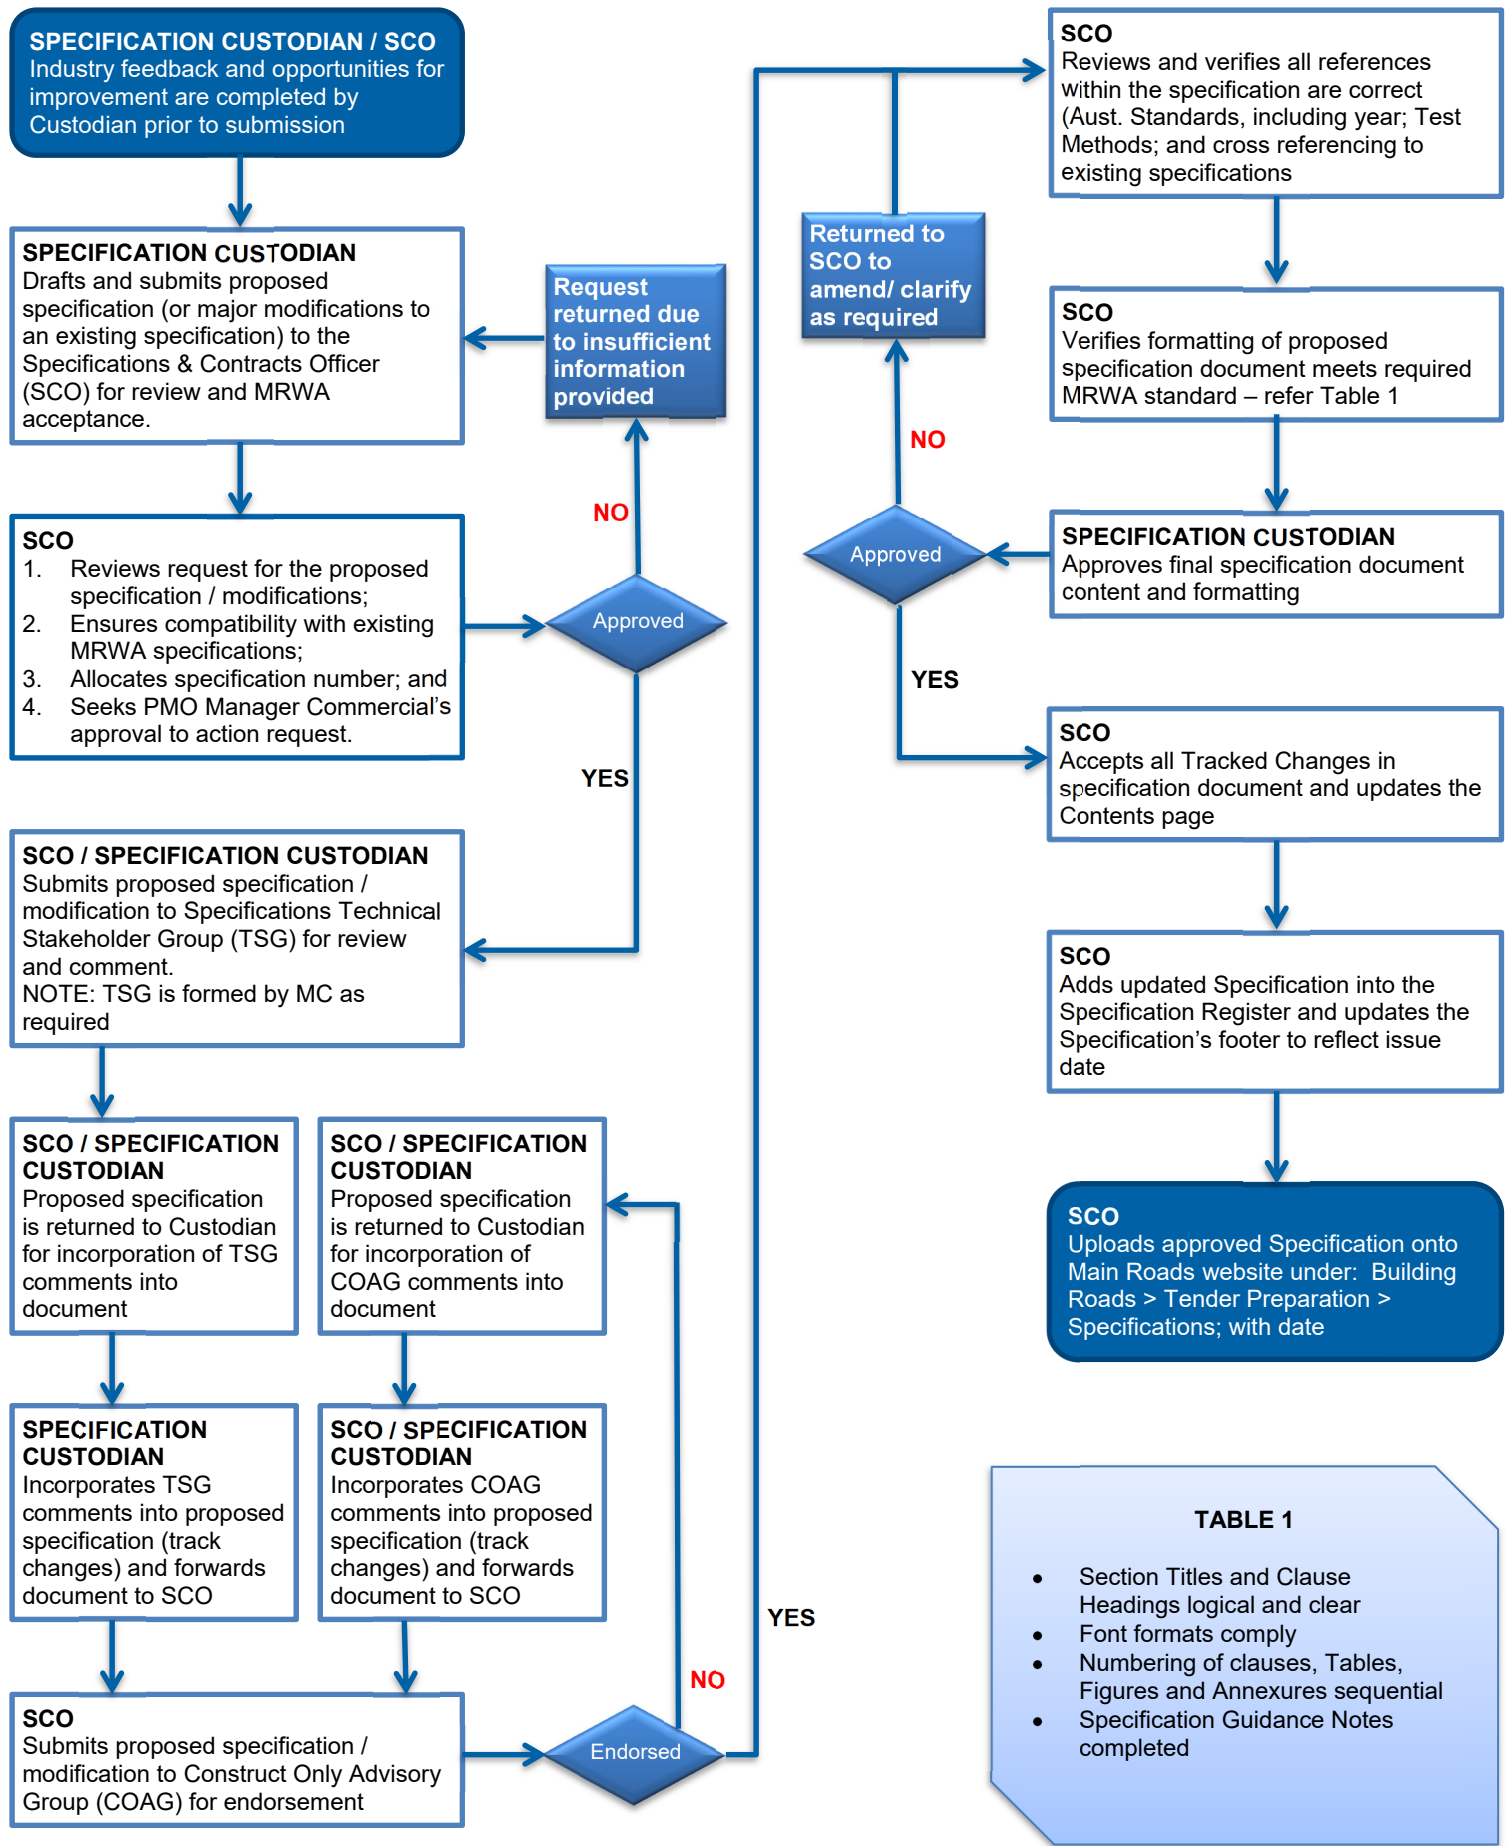 SPECIFICATION CUSTODIAN / SCO
Industry feedback and opportunities for
improvement are completed by
Custodian prior to submission
SPECIFICATION CUSTODIAN
Drafts and submits proposed
specification (or major modifications to
an existing specification) to the
Specifications & Contracts Officer
(SCO) for review and MRWA
acceptance.
Request
returned due
to insufficient
information
provided
NO
SCO
1. Reviews request for the proposed
specification / modifications;
2. Ensures compatibility with existing
MRWA specifications;
3. Allocates specification number; and
4. Seeks PMO Manager Commercial’s
approval to action request.
Approved
YES
SCO / SPECIFICATION CUSTODIAN
Submits proposed specification /
modification to Specifications Technical
Stakeholder Group (TSG) for review
and comment.
NOTE: TSG is formed by MC as
required
SCO / SPECIFICATION
CUSTODIAN
Proposed specification
is returned to Custodian
for incorporation of TSG
comments into
document
SCO / SPECIFICATION
CUSTODIAN
Proposed specification
is returned to Custodian
for incorporation of
COAG comments into
document
SPECIFICATION
CUSTODIAN
Incorporates TSG
comments into proposed
specification (track
changes) and forwards
document to SCO
SCO / SPECIFICATION
CUSTODIAN
Incorporates COAG
comments into proposed
specification (track
changes) and forwards
document to SCO
SCO
Submits proposed specification /
modification to Construct Only Advisory
Group (COAG) for endorsement
Endorsed
NO
YES
SCO
Reviews and verifies all references
within the specification are correct
(Aust. Standards, including year; Test
Methods; and cross referencing to
existing specifications
Returned to
SCO to
amend/ clarify
as required
NO
SCO
Verifies formatting of proposed
specification document meets required
MRWA standard – refer Table 1
SPECIFICATION CUSTODIAN
Approves final specification document
content and formatting
Approved
YES
SCO
Accepts all Tracked Changes in
specification document and updates the
Contents page
SCO
Adds updated Specification into the
Specification Register and updates the
Specification’s footer to reflect issue
date
SCO
Uploads approved Specification onto
Main Roads website under: Building
Roads > Tender Preparation >
Specifications; with date
TABLE 1
• Section Titles and Clause
Headings logical and clear
• Font formats comply
• Numbering of clauses, Tables,
Figures and Annexures sequential
• Specification Guidance Notes
completed